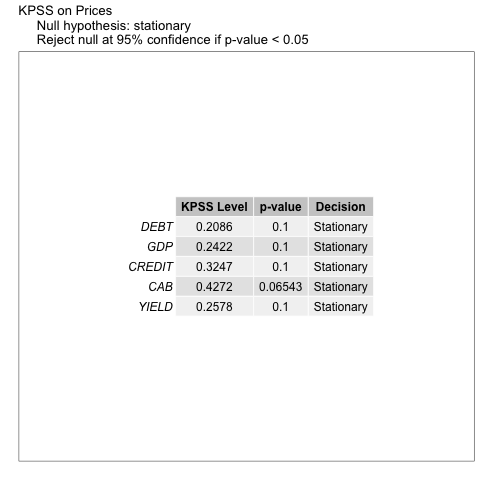 KPSS on Prices
Null hypothesis: stationary
Reject null at 95% confidence if p-value < 0.05
KPSS Level p-value Decision
DEBT 0.2086 0.1 Stationary
GDP 0.2422 0.1 Stationary
CREDIT 0.3247 0.1 Stationary
CAB 0.4272 0.06543 Stationary
YIELD 0.2578 0.1 Stationary